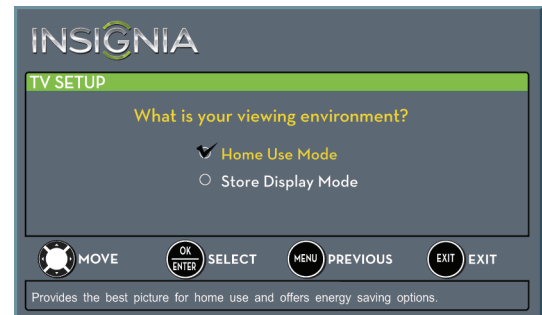 INSIGNIA
TV SETUP
What is your viewing environment?
Home Use Mode
Store Display Mode
MOVE OK ENTER SELECT MENU PREVIOUS EXIT EXIT
Provides the best picture for home use and offers energy saving options.